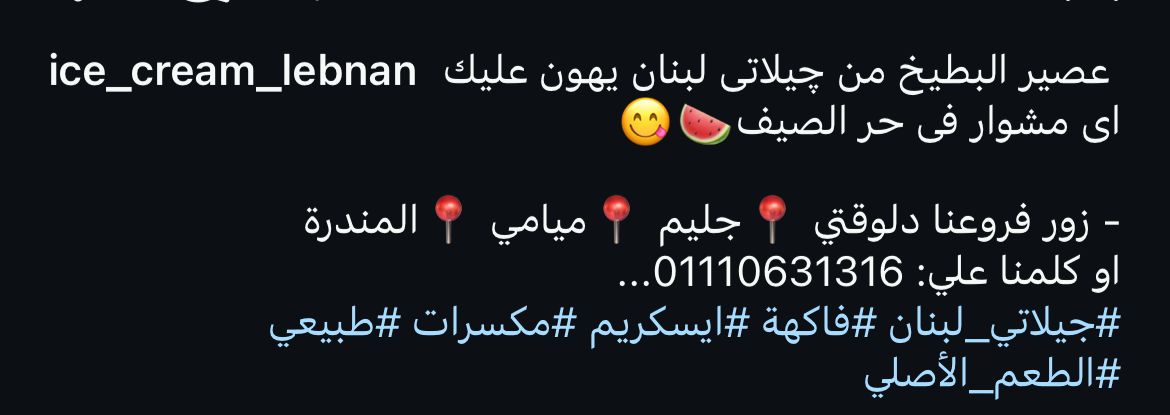 ice_cream_lebnan عصير البطيخ من چيلاتى لبنان يهون عليك
اى مشوار فى حر الصيف🍉😋
- زور فروعنا دلوقتي 📍جليم 📍ميامي 📍المندرة
او كلمنا علي: 01110631316...
#جيلاتي_لبنان #فاكهة #ايسكريم #مكسرات #طبيعي
#الطعم_الأصلي